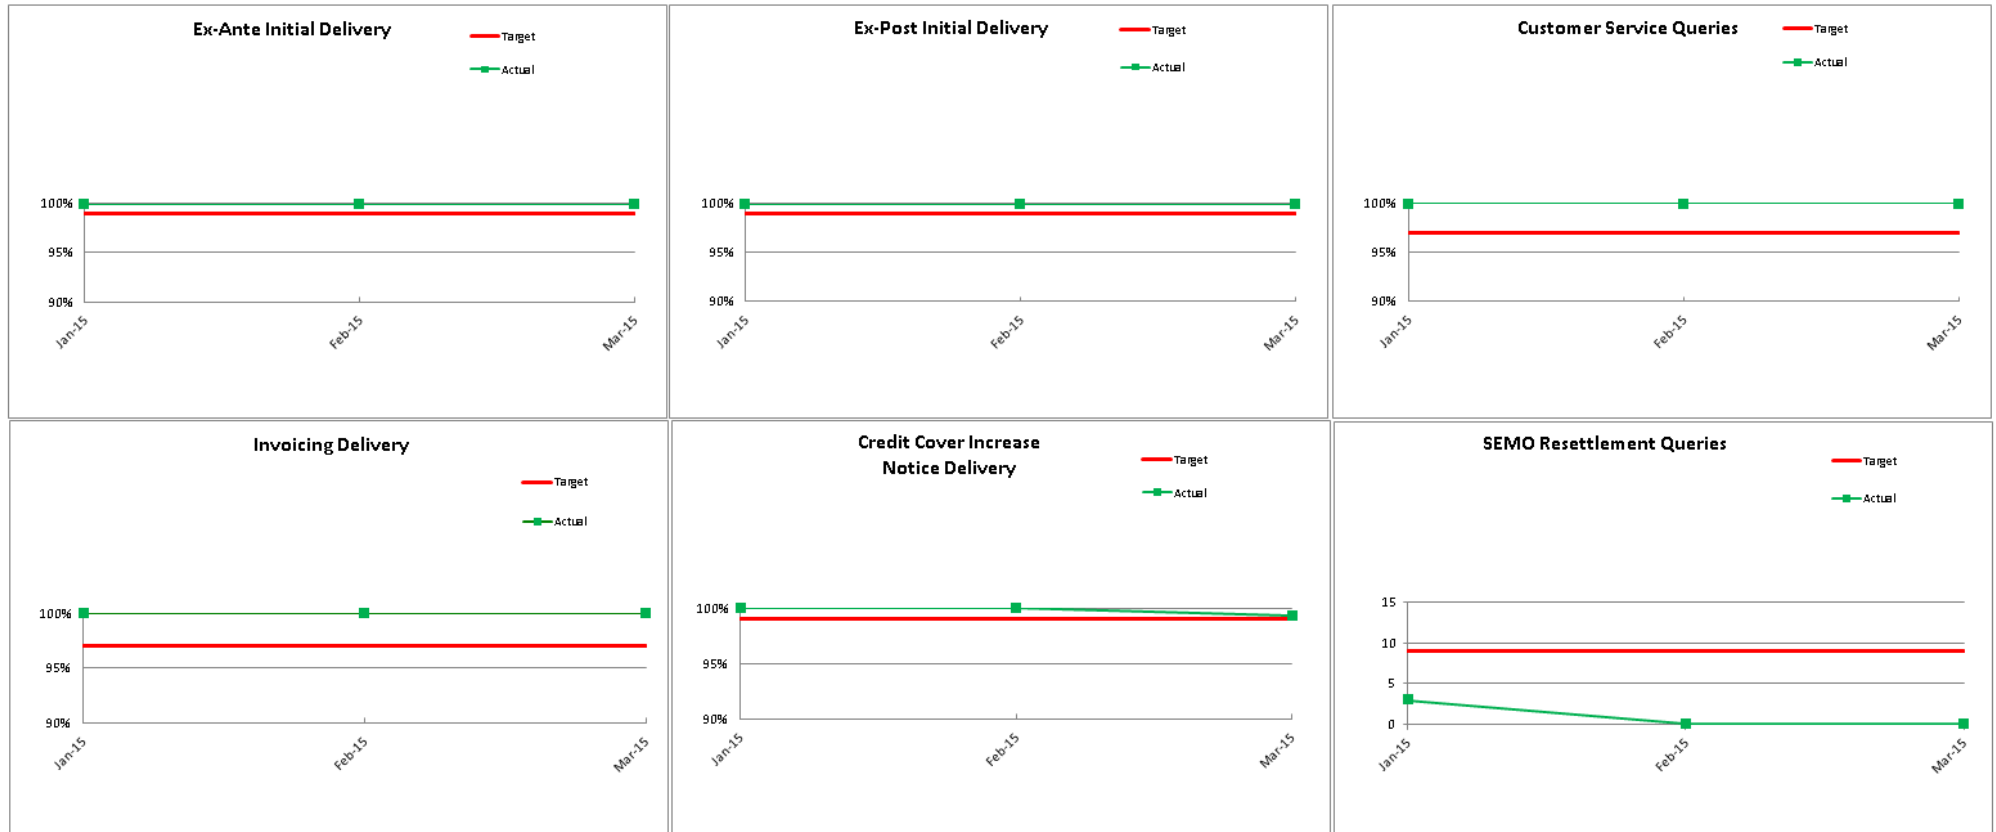 Ex-Ante Initial Delivery
Target
Actual
100%
95%
90%
Jan-15
Feb-15
Mar-15
Ex-Post Initial Delivery
Target
Actual
100%
95%
90%
Jan-15
Feb-15
Mar-15
Customer Service Queries
Target
Actual
100%
95%
90%
Jan-15
Feb-15
Mar-15
Invoicing Delivery
Target
Actual
100%
95%
90%
Jan-15
Feb-15
Mar-15
Credit Cover Increase
Notice Delivery
Target
Actual
100%
95%
90%
Jan-15
Feb-15
Mar-15
SEMO Resettlement Queries
Target
Actual
15
10
5
0
Jan-15
Feb-15
Mar-15